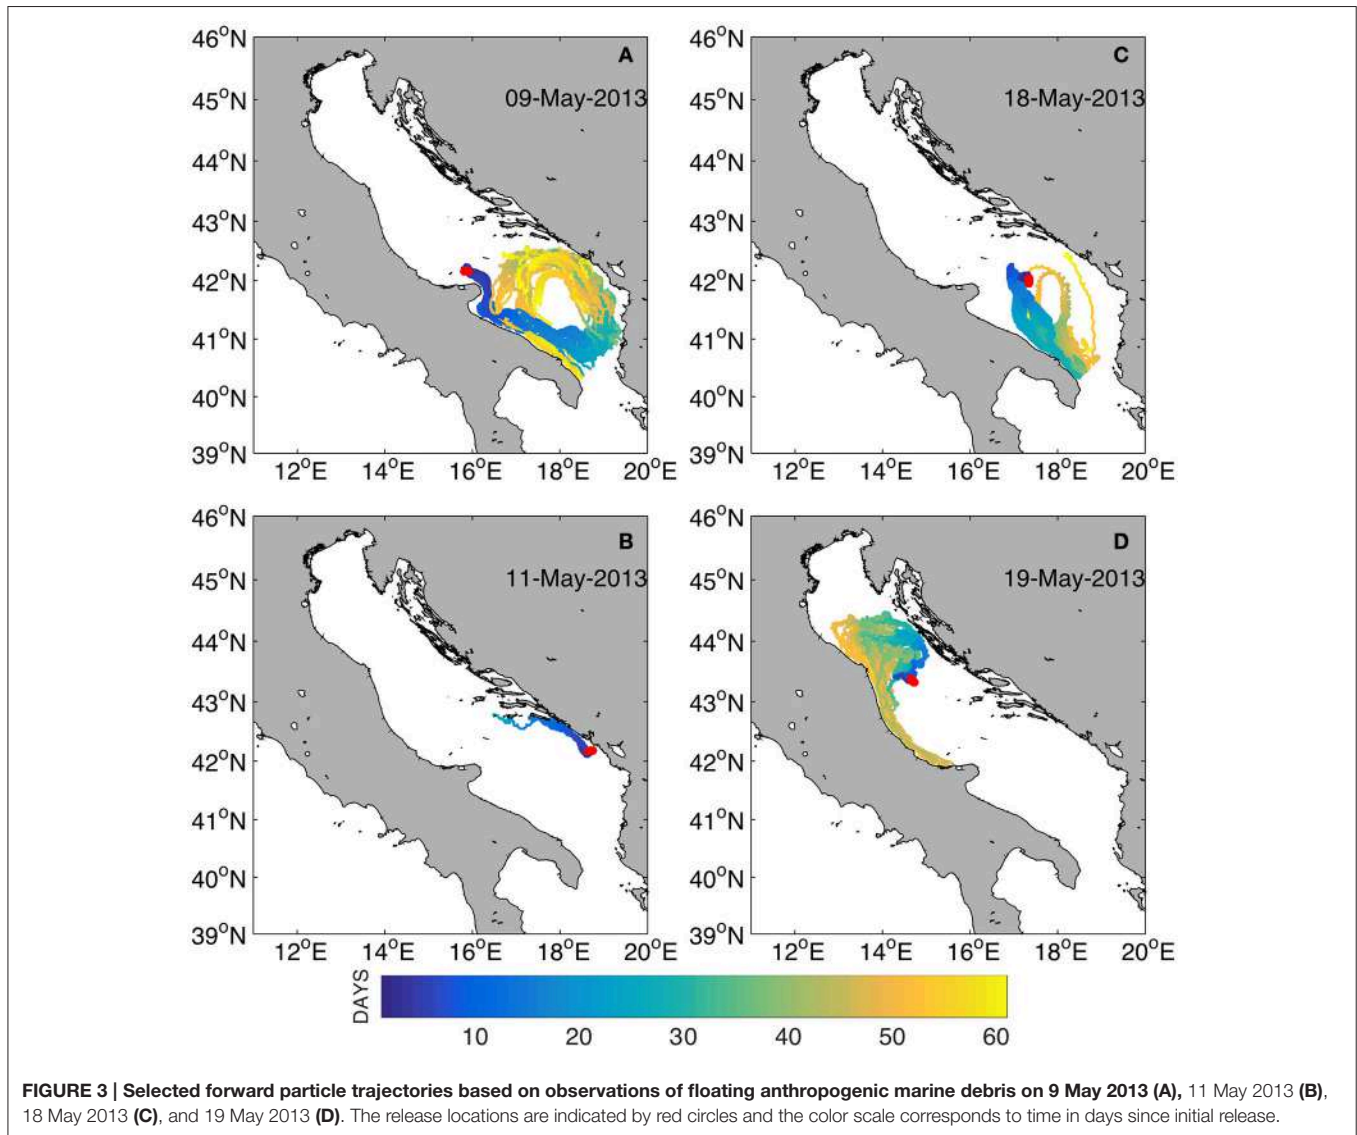 46°N
45°N
44°N
43°N
42°N
41°N
40°N
39°N
12°E 14°E 16°E 18°E 20°E
A
09-May-2013
46°N
45°N
44°N
43°N
42°N
41°N
40°N
39°N
12°E 14°E 16°E 18°E 20°E
C
18-May-2013
46°N
45°N
44°N
43°N
42°N
41°N
40°N
39°N
12°E 14°E 16°E 18°E 20°E
B
11-May-2013
46°N
45°N
44°N
43°N
42°N
41°N
40°N
39°N
12°E 14°E 16°E 18°E 20°E
D
19-May-2013
DAYS
10 20 30 40 50 60
FIGURE 3 | Selected forward particle trajectories based on observations of floating anthropogenic marine debris on 9 May 2013 (A), 11 May 2013 (B),
18 May 2013 (C), and 19 May 2013 (D). The release locations are indicated by red circles and the color scale corresponds to time in days since initial release.